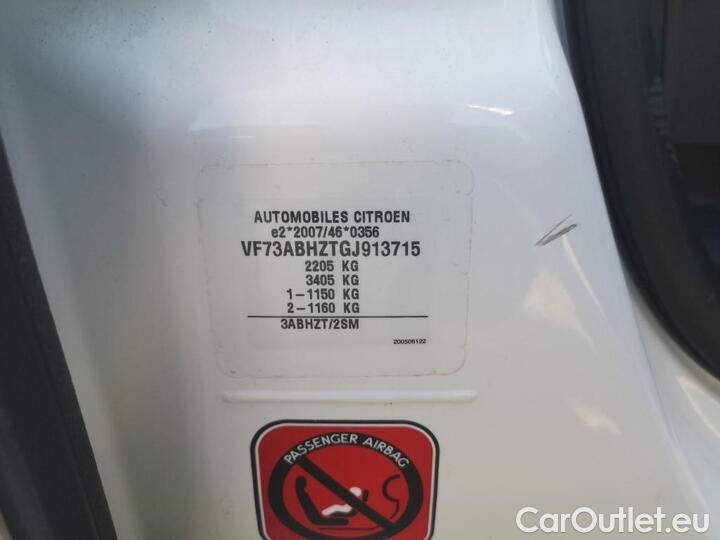 AUTOMOBILES CITROEN
e2*2007/46*0356
VF73ABHZTGJ913715
2205 KG
3405 KG
1-1150 KG
2-1160 KG
3ABHZT/2SM
200506122
PASSENGER AIRBAG
CarOutlet.eu